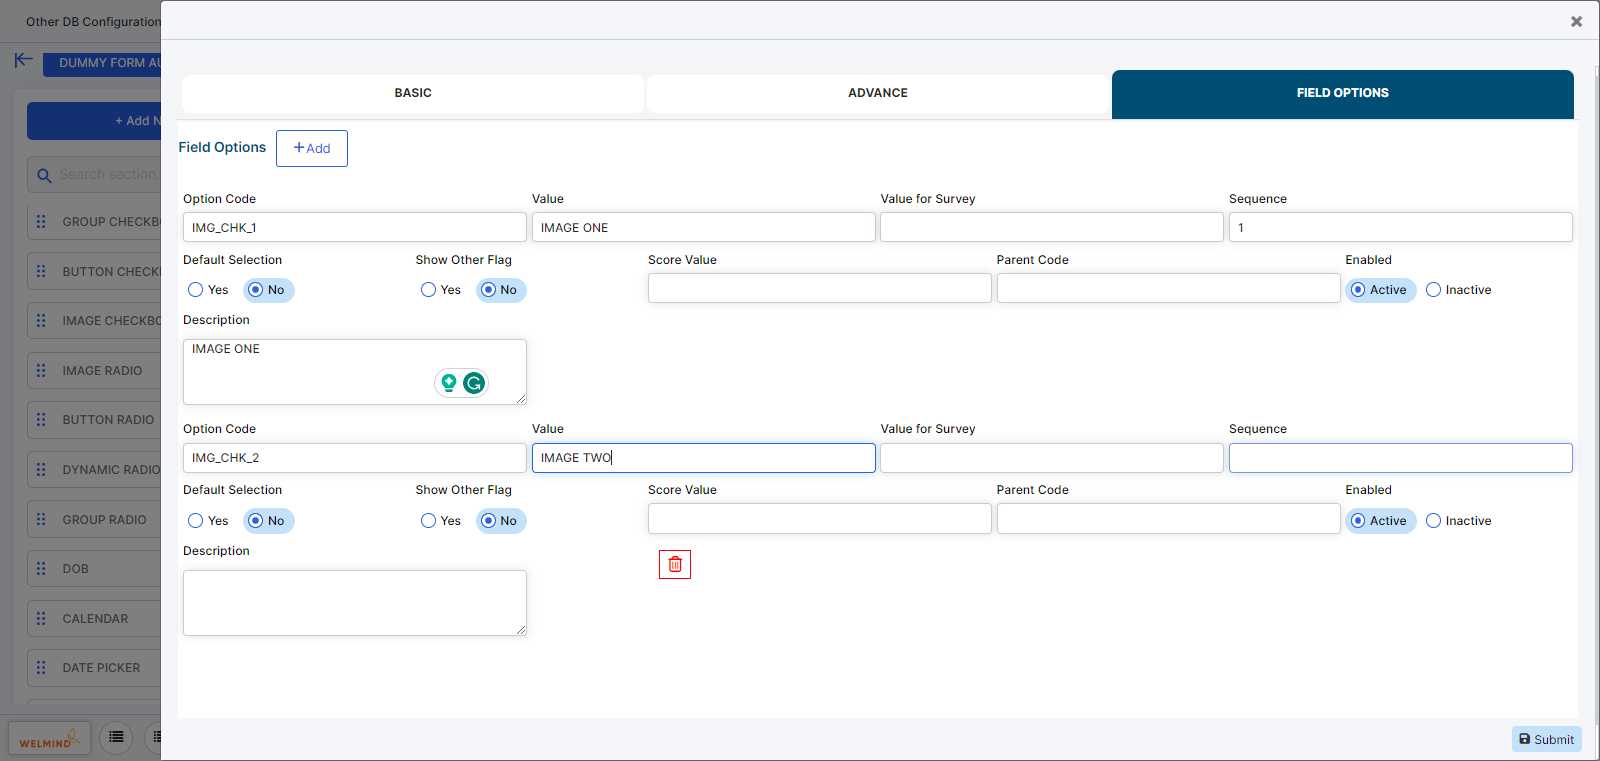 Other DB Configuration
DUMMY FORM AU
+ Add N
Search section,
GROUP CHECKBO
BUTTON CHECK
IMAGE CHECKBO
IMAGE RADIO
BUTTON RADIO
DYNAMIC RADIO
GROUP RADIO
DOB
CALENDAR
DATE PICKER
WELMIND
BASIC ADVANCE FIELD OPTIONS
Field Options +Add
Option Code Value Value for Survey Sequence
IMG_CHK_1 IMAGE ONE 1
Default Selection Show Other Flag Score Value Parent Code Enabled
Yes No Yes No Active Inactive
Description
IMAGE ONE
Option Code Value Value for Survey Sequence
IMG_CHK_2 IMAGE TWO
Default Selection Show Other Flag Score Value Parent Code Enabled
Yes No Yes No Active Inactive
Description
Submit